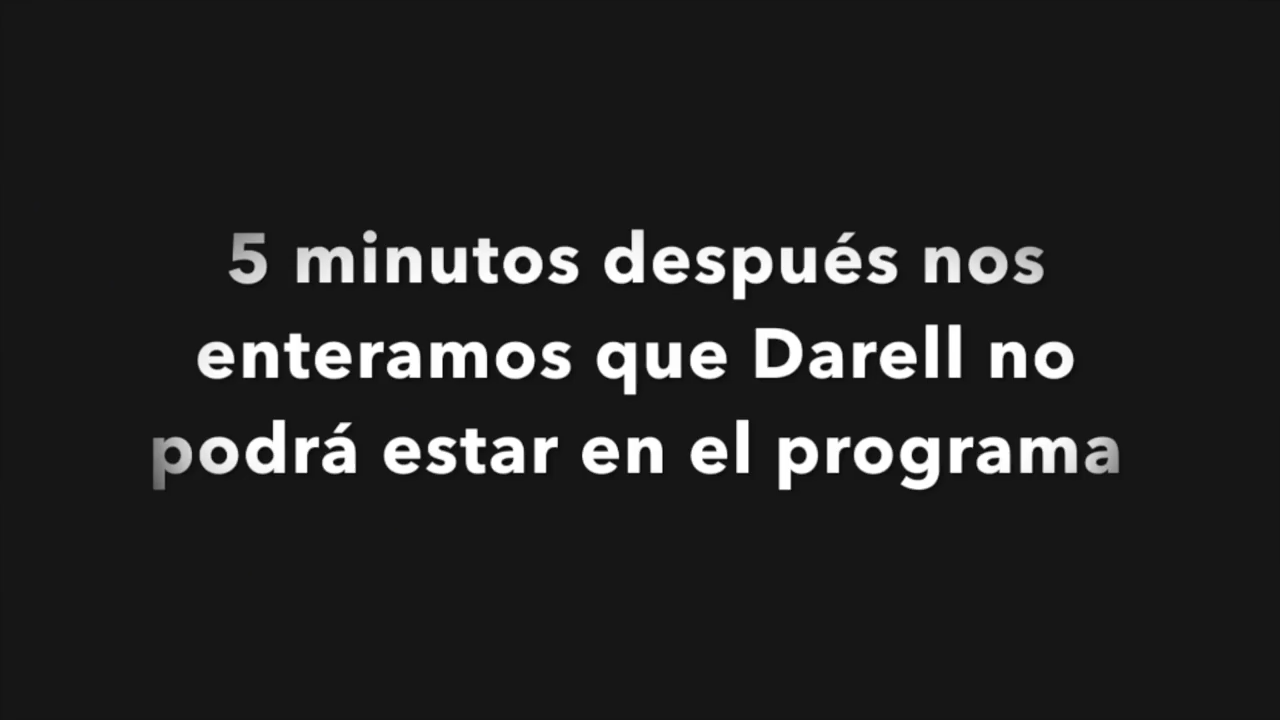 5 minutos después nos
enteramos que Darell no
podrá estar en el programa